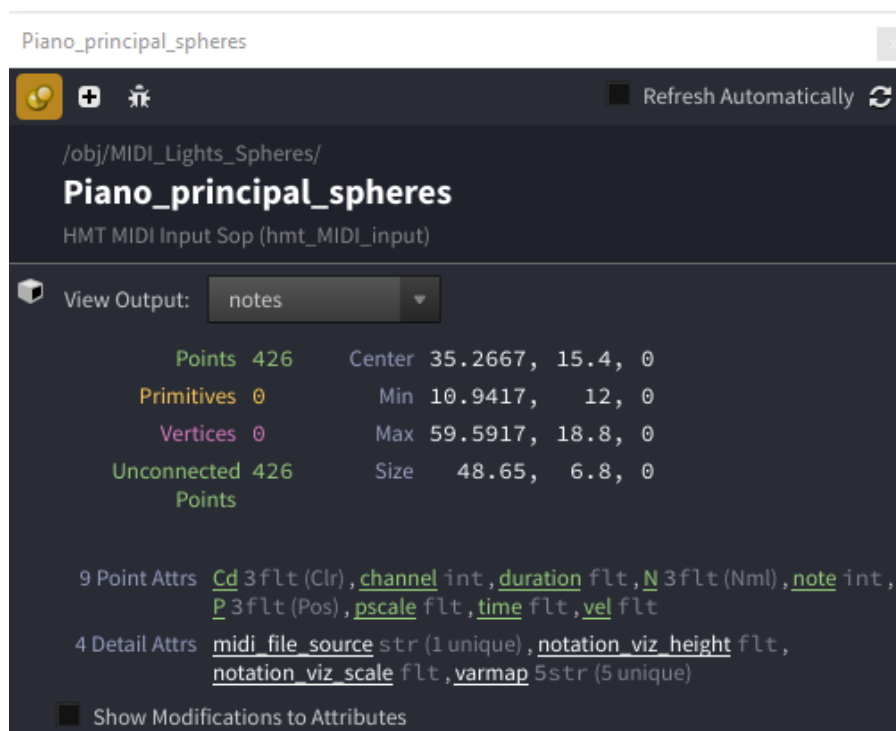 Piano_principal_spheres
Refresh Automatically
/obj/MIDI_Lights_Spheres/
Piano_principal_spheres
HMT MIDI Input Sop (hmt_MIDI_input)
View Output: notes
Points 426 Center 35.2667, 15.4, 0
Primitives 0 Min 10.9417, 12, 0
Vertices 0 Max 59.5917, 18.8, 0
Unconnected 426 Size 48.65, 6.8, 0
Points
9 Point Attrs Cd 3flt (Clr) , channel int , duration flt , N 3flt (Nml) , note int ,
P 3flt (Pos) , pscale flt , time flt , vel flt
4 Detail Attrs midi_file_source str (1 unique) , notation_viz_height flt ,
notation_viz_scale flt , varmap 5str (5 unique)
Show Modifications to Attributes